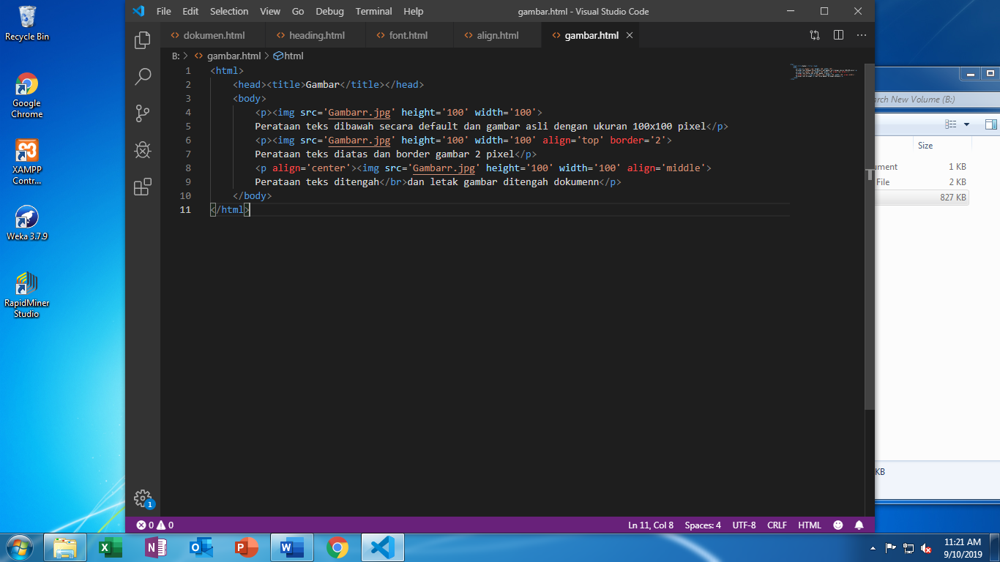 Recycle Bin
Google
Chrome
XAMPP
Contr...
Weka 3.7.9
RapidMiner
Studio
File Edit Selection View Go Debug Terminal Help
gambar.html - Visual Studio Code
dokumen.html heading.html font.html align.html gambar.html
B: > gambar.html > html
1 <html>
2 <head><title>Gambar</title></head>
3 <body>
4 <p><img src='Gambarr.jpg' height='100' width='100'>
5 Perataan teks dibawah secara default dan gambar asli dengan ukuran 100x100 pixel</p>
6 <p><img src='Gambarr.jpg' height='100' width='100' align='top' border='2'>
7 Perataan teks diatas dan border gambar 2 pixel</p>
8 <p align='center'><img src='Gambarr.jpg' height='100' width='100' align='middle'>
9 Perataan teks ditengah</br>dan letak gambar ditengah dokumenn</p>
10 </body>
11 </html>
rch New Volume (B:)
Size
ument 1 KB
File 2 KB
827 KB
KB
1
0 0
Ln 11, Col 8 Spaces: 4 UTF-8 CRLF HTML
11:21 AM
9/10/2019